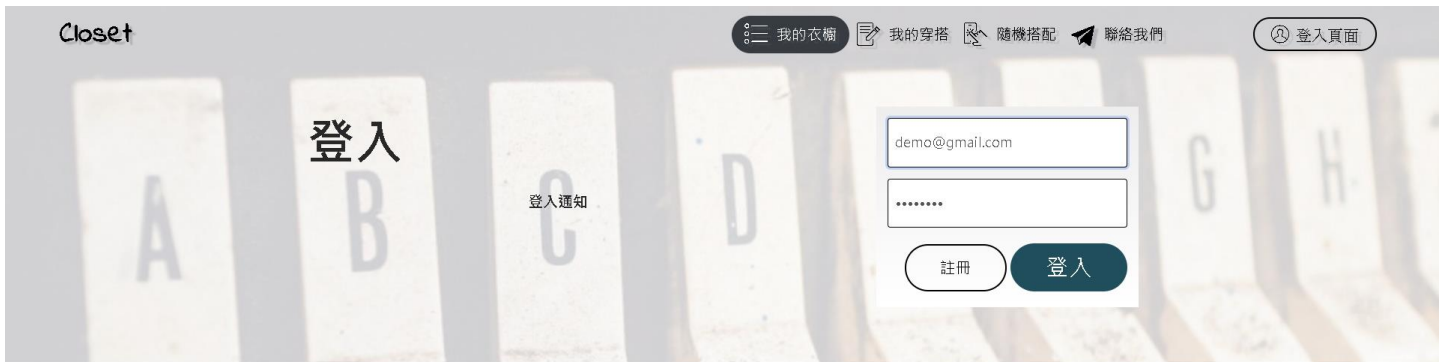 Closet
我的衣櫥
我的穿搭
隨機搭配
聯絡我們
登入頁面
登入
登入通知
demo@gmail.com
••••••••
註冊
登入
A B C D G H